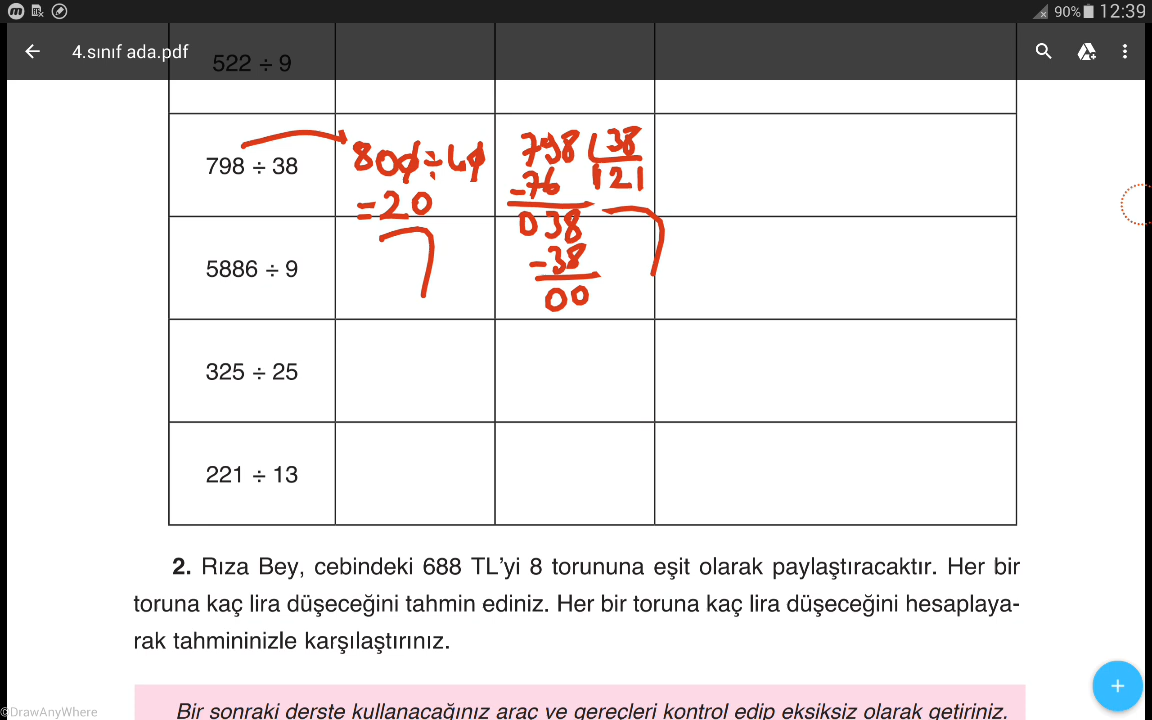 90% 12:39
4.sınıf ada.pdf
522 ÷ 9
798 ÷ 38
800 ÷ 40
= 20
798 38
-76 21
038
-38
00
5886 ÷ 9
325 ÷ 25
221 ÷ 13
2. Rıza Bey, cebindeki 688 TL’yi 8 torununa eşit olarak paylaştıracaktır. Her bir
toruna kaç lira düşeceğini tahmin ediniz. Her bir toruna kaç lira düşeceğini hesaplaya-
rak tahmininizle karşılaştırınız.
Bir sonraki derste kullanacağınız araç ve gereçleri kontrol edip eksiksiz olarak getiriniz.
©DrawAnyWhere